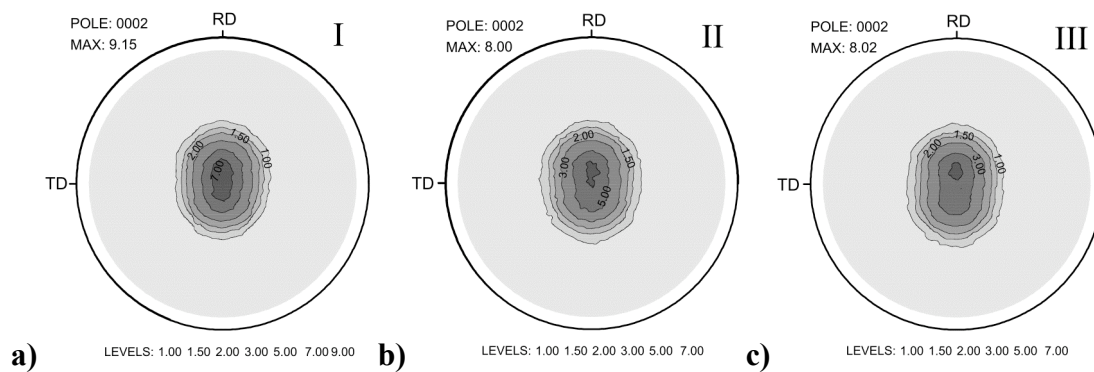 POLE: 0002
MAX: 9.15
RD
I
TD
2.00
1.50
1.00
7.00
a)
LEVELS: 1.00 1.50 2.00 3.00 5.00 7.00 9.00
POLE: 0002
MAX: 8.00
RD
II
TD
2.00
3.00
1.50
5.00
b)
LEVELS: 1.00 1.50 2.00 3.00 5.00 7.00
POLE: 0002
MAX: 8.02
RD
III
TD
1.50
2.00
3.00
1.00
c)
LEVELS: 1.00 1.50 2.00 3.00 5.00 7.00